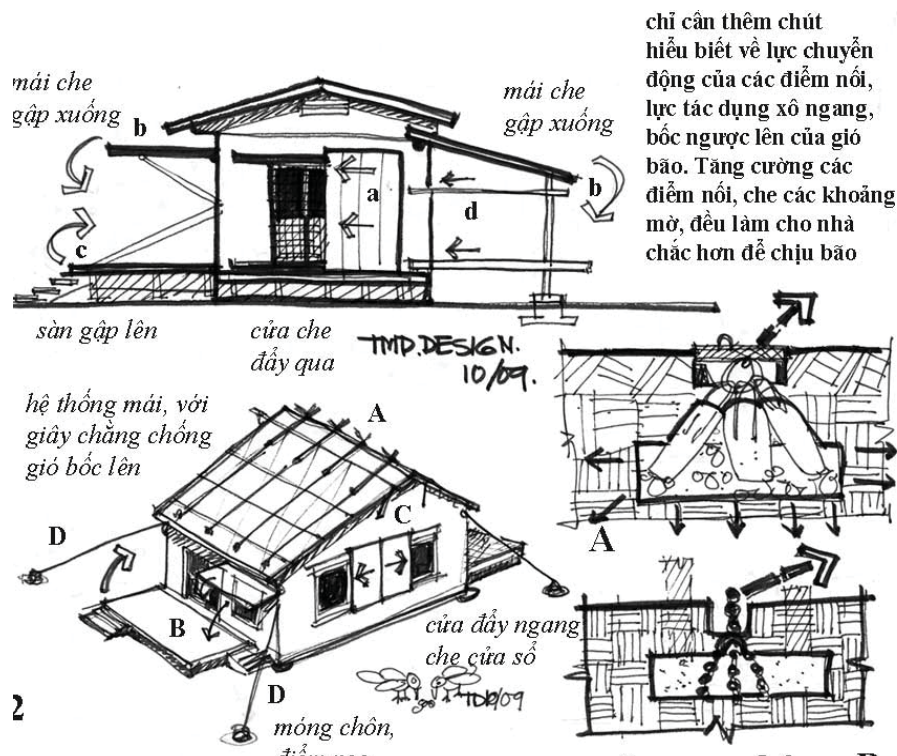 mái che
gập xuống
b
c
a
d
b
mái che
gập xuống
chỉ cần thêm chút
hiểu biết về lực chuyển
động của các điểm nối,
lực tác dụng xô ngang,
bốc ngược lên của gió
bão. Tăng cường các
điểm nối, che các khoảng
mở, đều làm cho nhà
chắc hơn để chịu bão
sàn gập lên
cửa che
đẩy qua
TMD.DESIGN.
10/09.
hệ thống mái, với
giây chằng chống
gió bốc lên
A
C
D
B
D
A
cửa đẩy ngang
che cửa sổ
móng chôn,
2